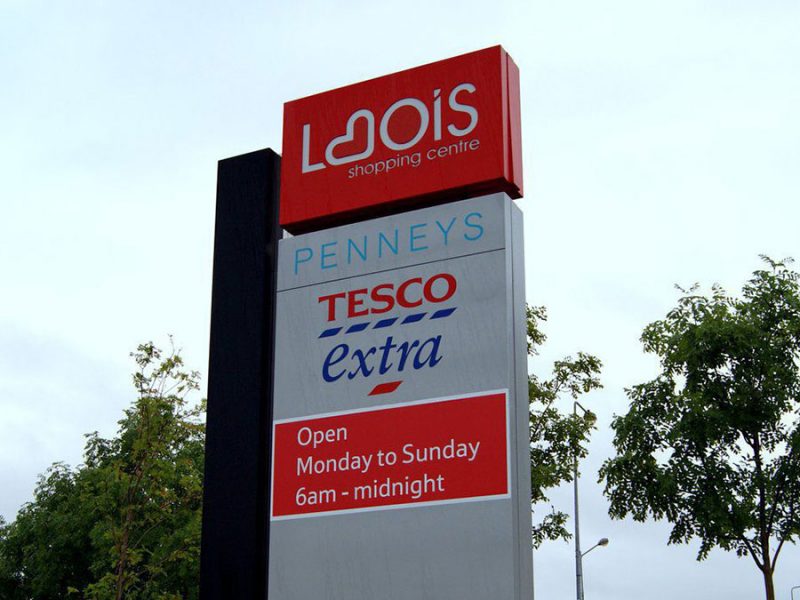 Laois
shopping centre
PENNEYS
TESCO
extra
Open
Monday to Sunday
6am - midnight